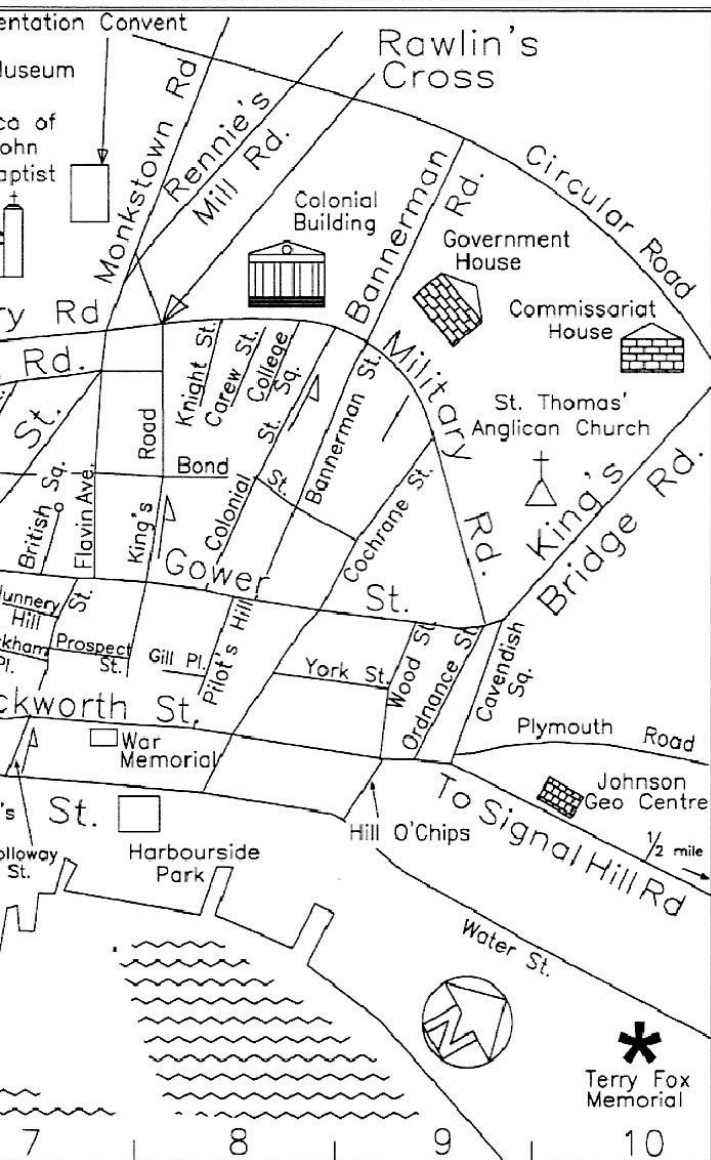 entation Convent
useum
ca of
ohn
aptist
Monkstown Rd
Rennie's
Mill Rd.
Rawlin's
Cross
Colonial
Building
Bannerman
Rd.
Circular Road
Government
House
Commissariat
House
ry Rd
Rd.
Military
Rd.
Knight St.
Carew St.
College
Sq.
St. Thomas'
Anglican Church
St.
Road
King's
Bond
St.
Colonial
St.
Bannerman St.
Cochrane St.
King's
Bridge Rd.
British Sq.
Flavin Ave.
Gower
St.
unnery
Hill
St.
ckham
Pl.
Prospect
St.
Gill Pl.
Pilot's Hill
York St.
Wood St.
Ordnance St.
Cavendish
Sq.
ckworth St.
War
Memorial
Plymouth Road
Johnson
Geo Centre
To Signal Hill Rd
1/2 mile
's St.
Hill O'Chips
olloway
St.
Harbourside
Park
Water St.
N
Terry Fox
Memorial
7 | 8 | 9 | 10